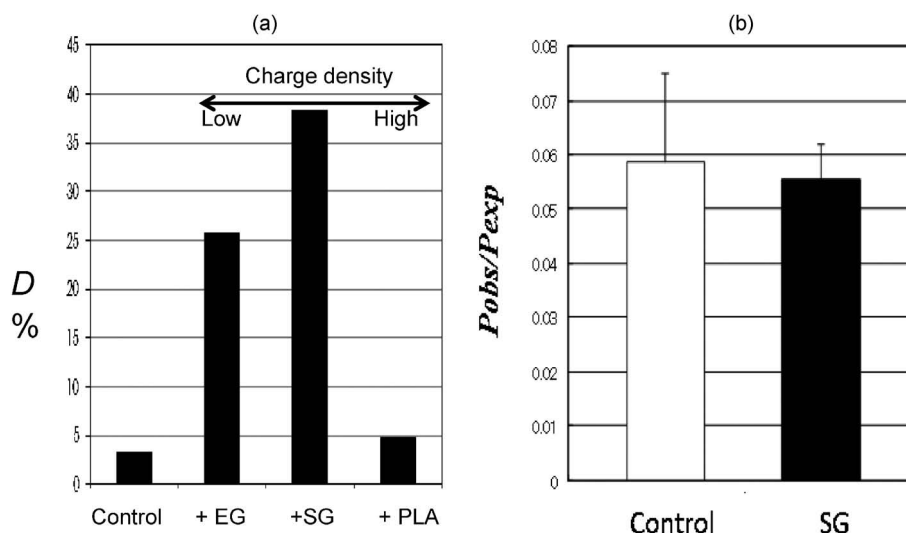 (a)
45
40
35
30
25
20
15
10
5
0
D
%
Charge density
Low High
Control + EG +SG + PLA
(b)
0.08
0.07
0.06
0.05
0.04
0.03
0.02
0.01
0
Pobs/Pexp
Control SG